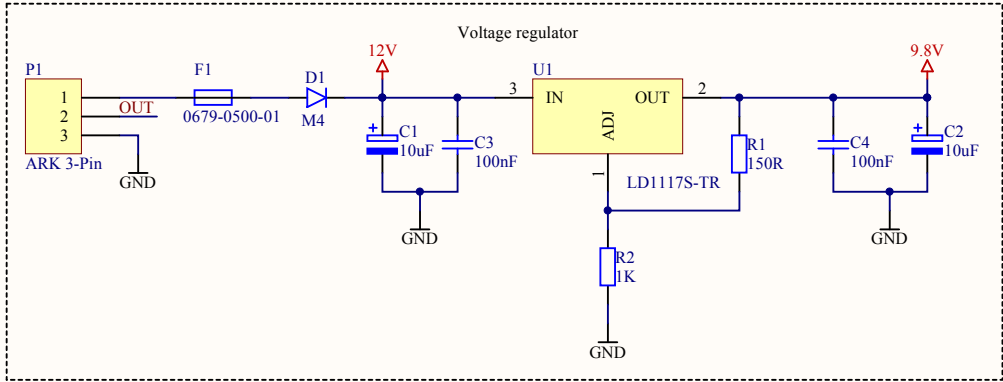 Voltage regulator
12V
9.8V
P1
F1
D1
U1
1
2
3
OUT
0679-0500-01
M4
3
IN
OUT
2
ADJ
1
C1
10uF
C3
100nF
R1
150R
C4
100nF
C2
10uF
ARK 3-Pin
GND
LD1117S-TR
GND
GND
R2
1K
GND